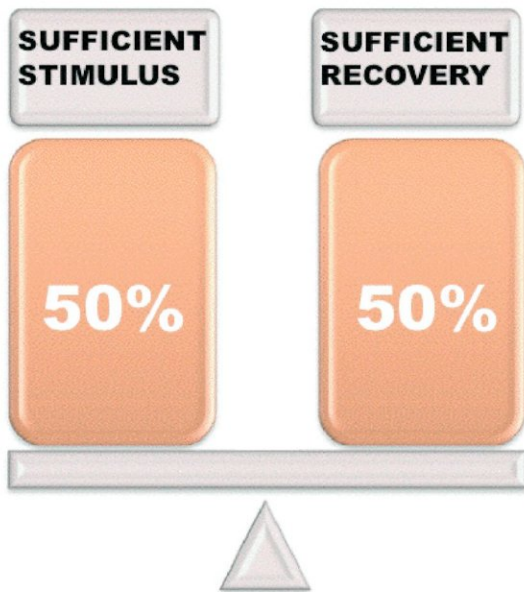 SUFFICIENT
STIMULUS
SUFFICIENT
RECOVERY
50%
50%